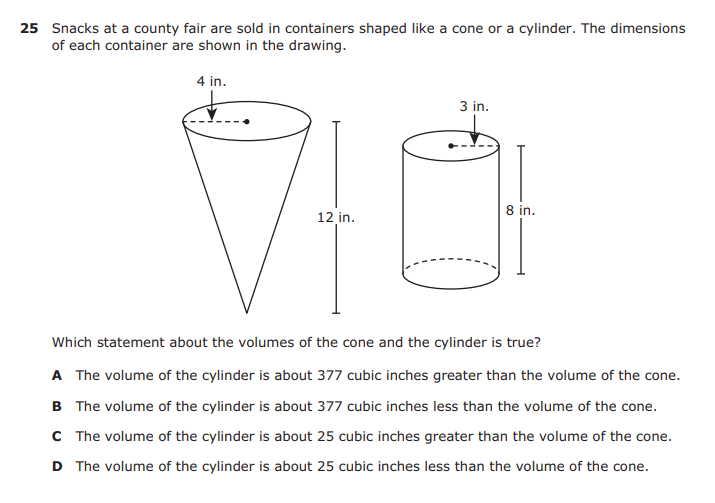 25 Snacks at a county fair are sold in containers shaped like a cone or a cylinder. The dimensions
of each container are shown in the drawing.
4 in.
3 in.
12 in.
8 in.
Which statement about the volumes of the cone and the cylinder is true?
A The volume of the cylinder is about 377 cubic inches greater than the volume of the cone.
B The volume of the cylinder is about 377 cubic inches less than the volume of the cone.
C The volume of the cylinder is about 25 cubic inches greater than the volume of the cone.
D The volume of the cylinder is about 25 cubic inches less than the volume of the cone.